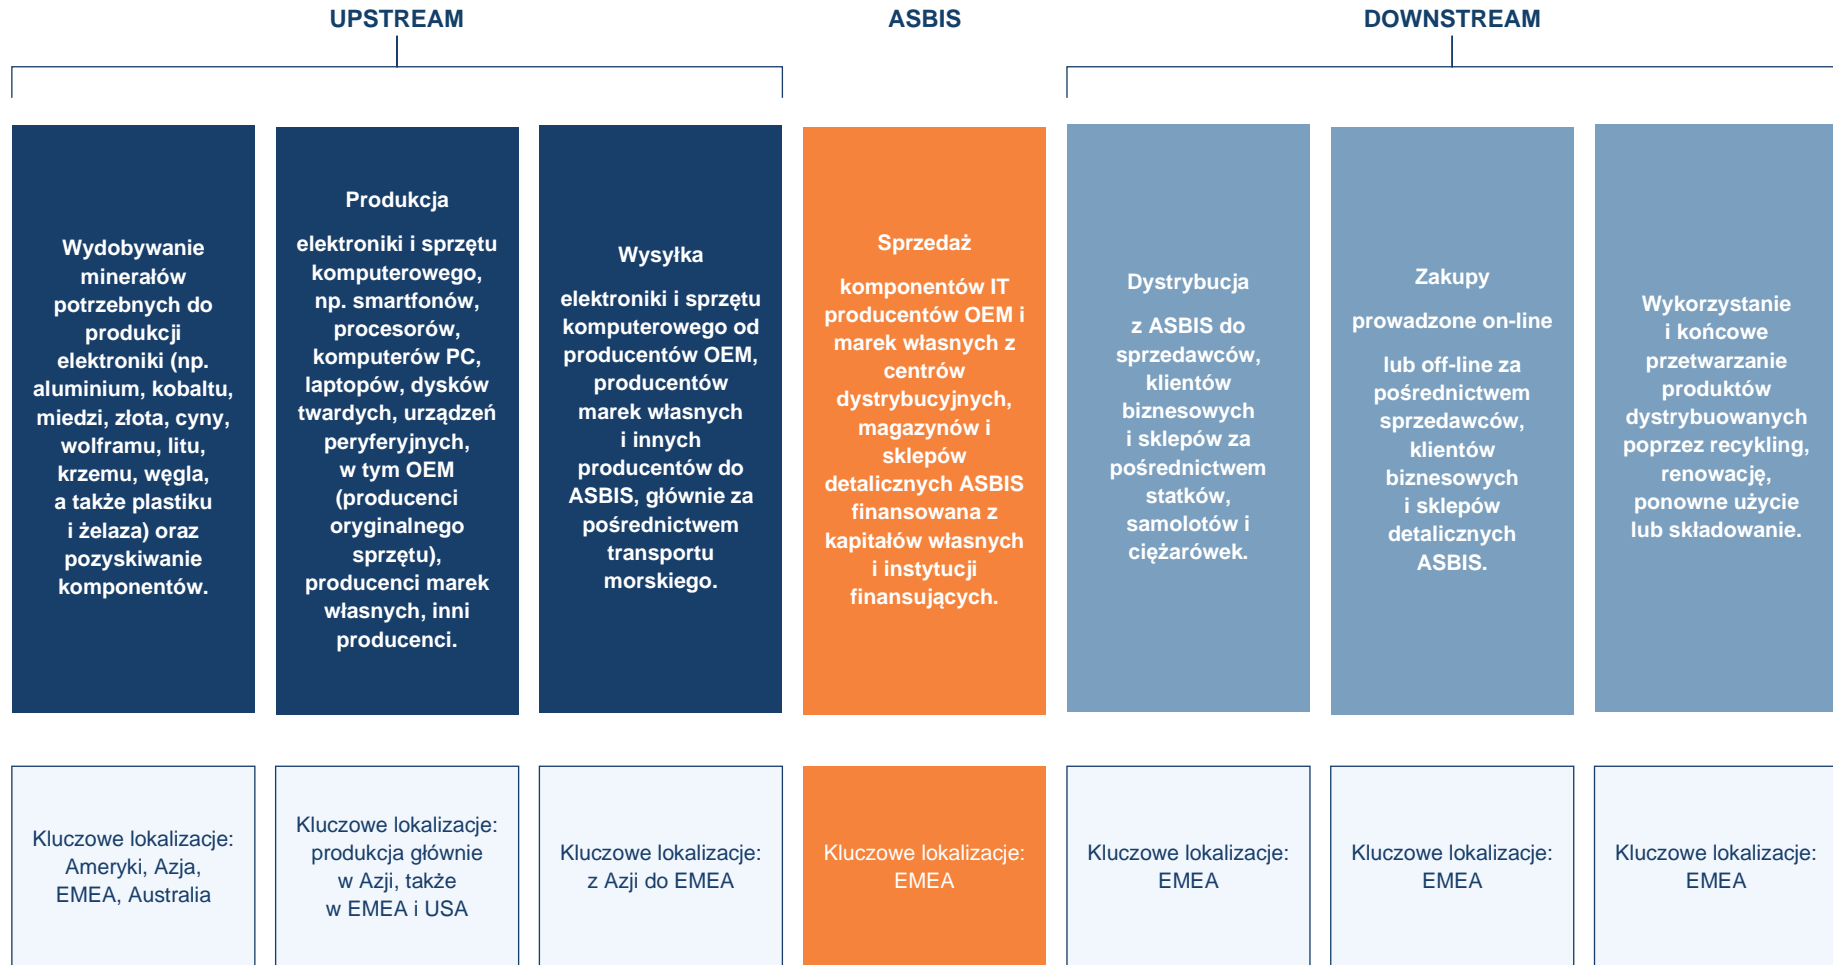 UPSTREAM
ASBIS
DOWNSTREAM
Wydobywanie
minerałów
potrzebnych do
produkcji
elektroniki (np.
aluminium, kobaltu,
miedzi, złota, cyny,
wolframu, litu,
krzemu, węgla,
a także plastiku
i żelaza) oraz
pozyskiwanie
komponentów.
Produkcja
elektroniki i sprzętu
komputerowego,
np. smartfonów,
procesorów,
komputerów PC,
laptopów, dysków
twardych, urządzeń
peryferyjnych,
w tym OEM
(producenci
oryginalnego
sprzętu),
producenci marek
własnych, inni
producenci.
Wysyłka
elektroniki i sprzętu
komputerowego od
producentów OEM,
producentów
marek własnych
i innych
producentów do
ASBIS, głównie za
pośrednictwem
transportu
morskiego.
Sprzedaż
komponentów IT
producentów OEM i
marek własnych z
centrów
dystrybucyjnych,
magazynów i
sklepów
detalicznych ASBIS
finansowana z
kapitałów własnych
i instytucji
finansujących.
Dystrybucja
z ASBIS do
sprzedawców,
klientów
biznesowych
i sklepów za
pośrednictwem
statków,
samolotów i
ciężarówek.
Zakupy
prowadzone on-line
lub off-line za
pośrednictwem
sprzedawców,
klientów
biznesowych
i sklepów
detalicznych
ASBIS.
Wykorzystanie
i końcowe
przetwarzanie
produktów
dystrybuowanych
poprzez recykling,
renowację,
ponowne użycie
lub składowanie.
Kluczowe lokalizacje:
Ameryki, Azja,
EMEA, Australia
Kluczowe lokalizacje:
produkcja głównie
w Azji, także
w EMEA i USA
Kluczowe lokalizacje:
z Azji do EMEA
Kluczowe lokalizacje:
EMEA
Kluczowe lokalizacje:
EMEA
Kluczowe lokalizacje:
EMEA
Kluczowe lokalizacje:
EMEA